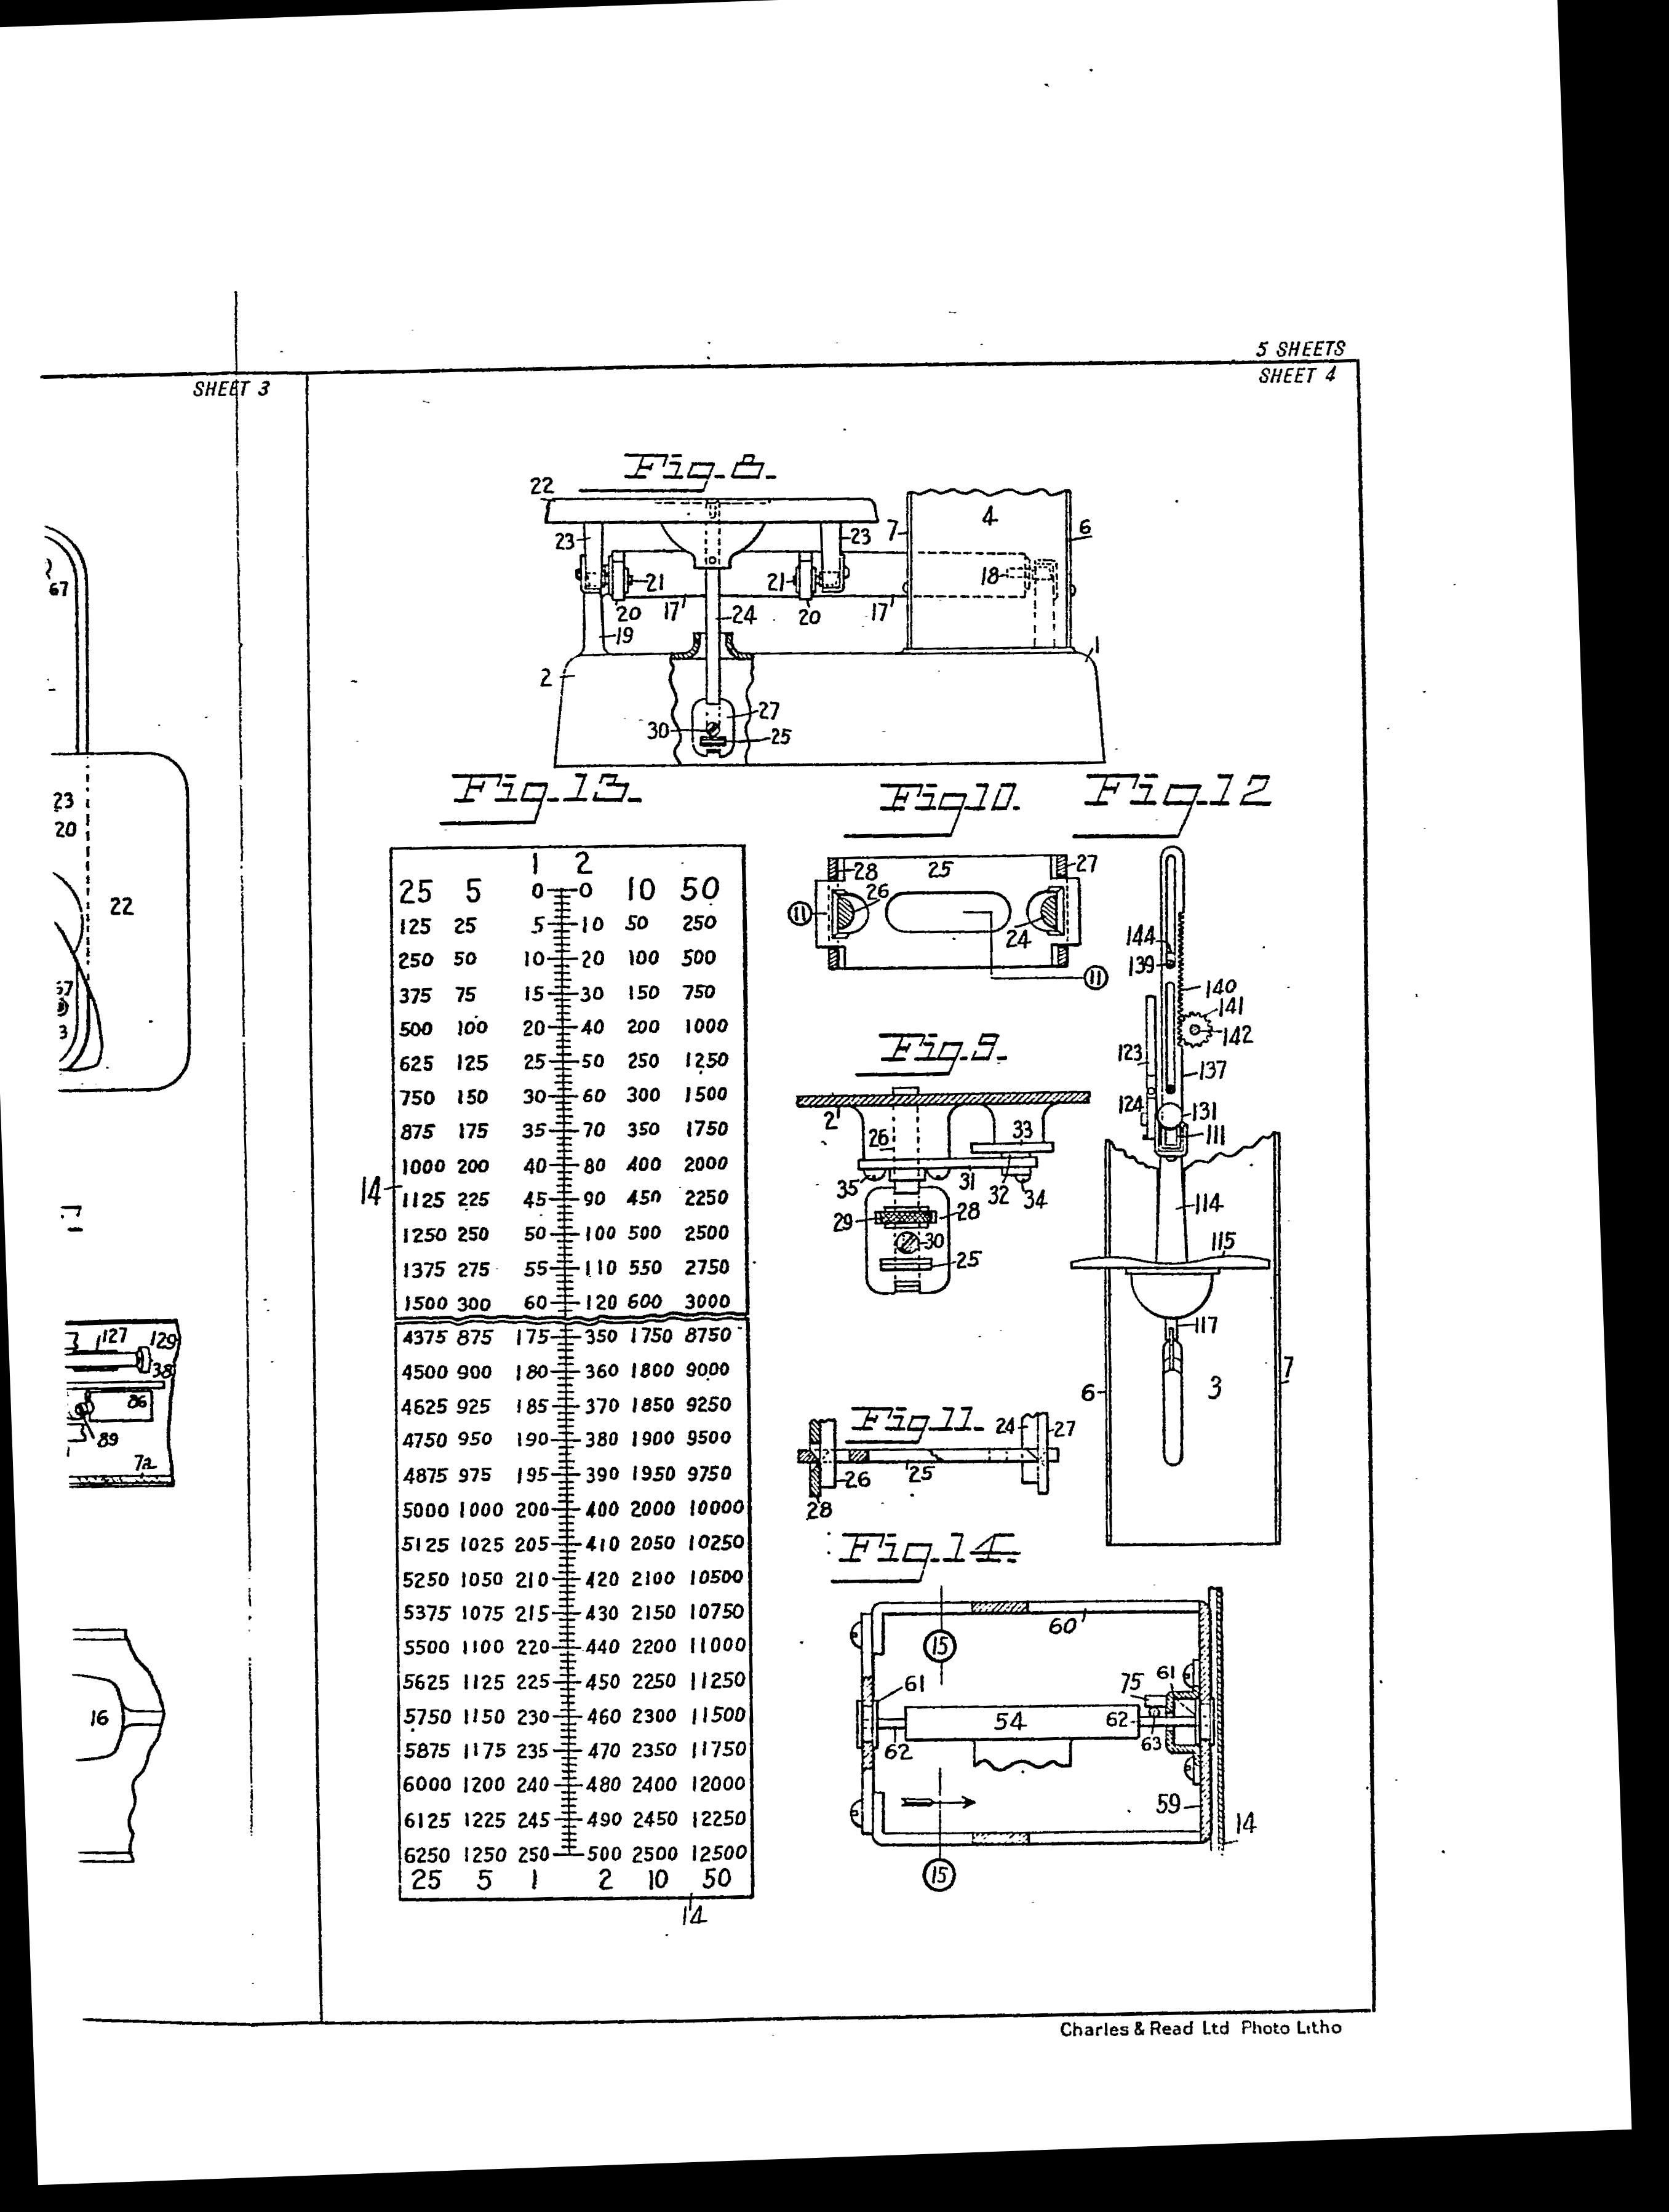 5 SHEETS
SHEET 3
SHEET 4
67
23
20
22
57
3
127 129
38
86
89
7a
16
Fig. 8.
22
23
23 7 4 6
21 21 18
20 17' 24 20 17'
19
1
2
27
30
25
Fig. 13.
1 2
25 5 0 0 10 50
125 25 5 10 50 250
250 50 10 20 100 500
375 75 15 30 150 750
500 100 20 40 200 1000
625 125 25 50 250 1250
750 150 30 60 300 1500
875 175 35 70 350 1750
1000 200 40 80 400 2000
14
1125 225 45 90 450 2250
1250 250 50 100 500 2500
1375 275 55 110 550 2750
1500 300 60 120 600 3000
4375 875 175 350 1750 8750
4500 900 180 360 1800 9000
4625 925 185 370 1850 9250
4750 950 190 380 1900 9500
4875 975 195 390 1950 9750
5000 1000 200 400 2000 10000
5125 1025 205 410 2050 10250
5250 1050 210 420 2100 10500
5375 1075 215 430 2150 10750
5500 1100 220 440 2200 11000
5625 1125 225 450 2250 11250
5750 1150 230 460 2300 11500
5875 1175 235 470 2350 11750
6000 1200 240 480 2400 12000
6125 1225 245 490 2450 12250
6250 1250 250 500 2500 12500
25 5 1 2 10 50
14
Fig 10.
28 25 27
26
11
24
11
Fig. 12
144
139
140
141
142
123
137
124 131
111
114
115
117
6 3 7
Fig. 9.
2'
26 33
35 31 32 34
29 28
30
25
Fig. 11.
24 27
26 25
28
Fig. 14.
60'
15
61 75 61
54 62
62 63
59
14
15
Charles & Read Ltd Photo Litho